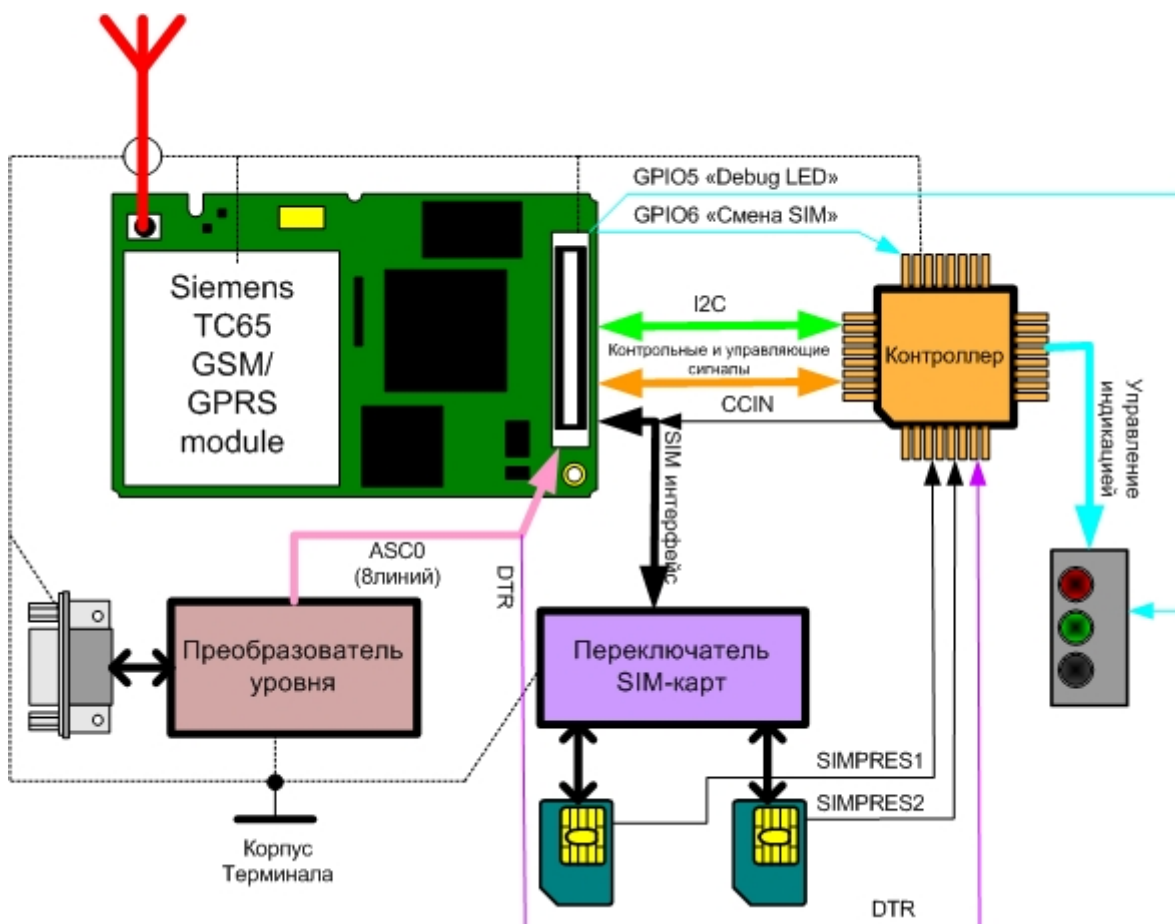 GPIO5 «Debug LED»
GPIO6 «Смена SIM»
Siemens
TC65
GSM/
GPRS
module
I2C
Контрольные и управляющие
сигналы
CCIN
Контроллер
Управление
индикацией
SIM интерфейс
ASC0
(8линий)
DTR
Преобразователь
уровня
Переключатель
SIM-карт
SIMPRES1
SIMPRES2
Корпус
Терминала
DTR